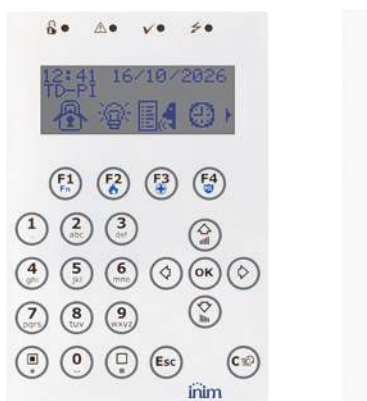 12:41 16/10/2026
TD-PI
F1 F2 F3 F4
Fn
1 2 3
abc def
4 5 6 OK
ghi jkl mno
7 8 9
pqrs tuv wxyz
0 Esc C
inim